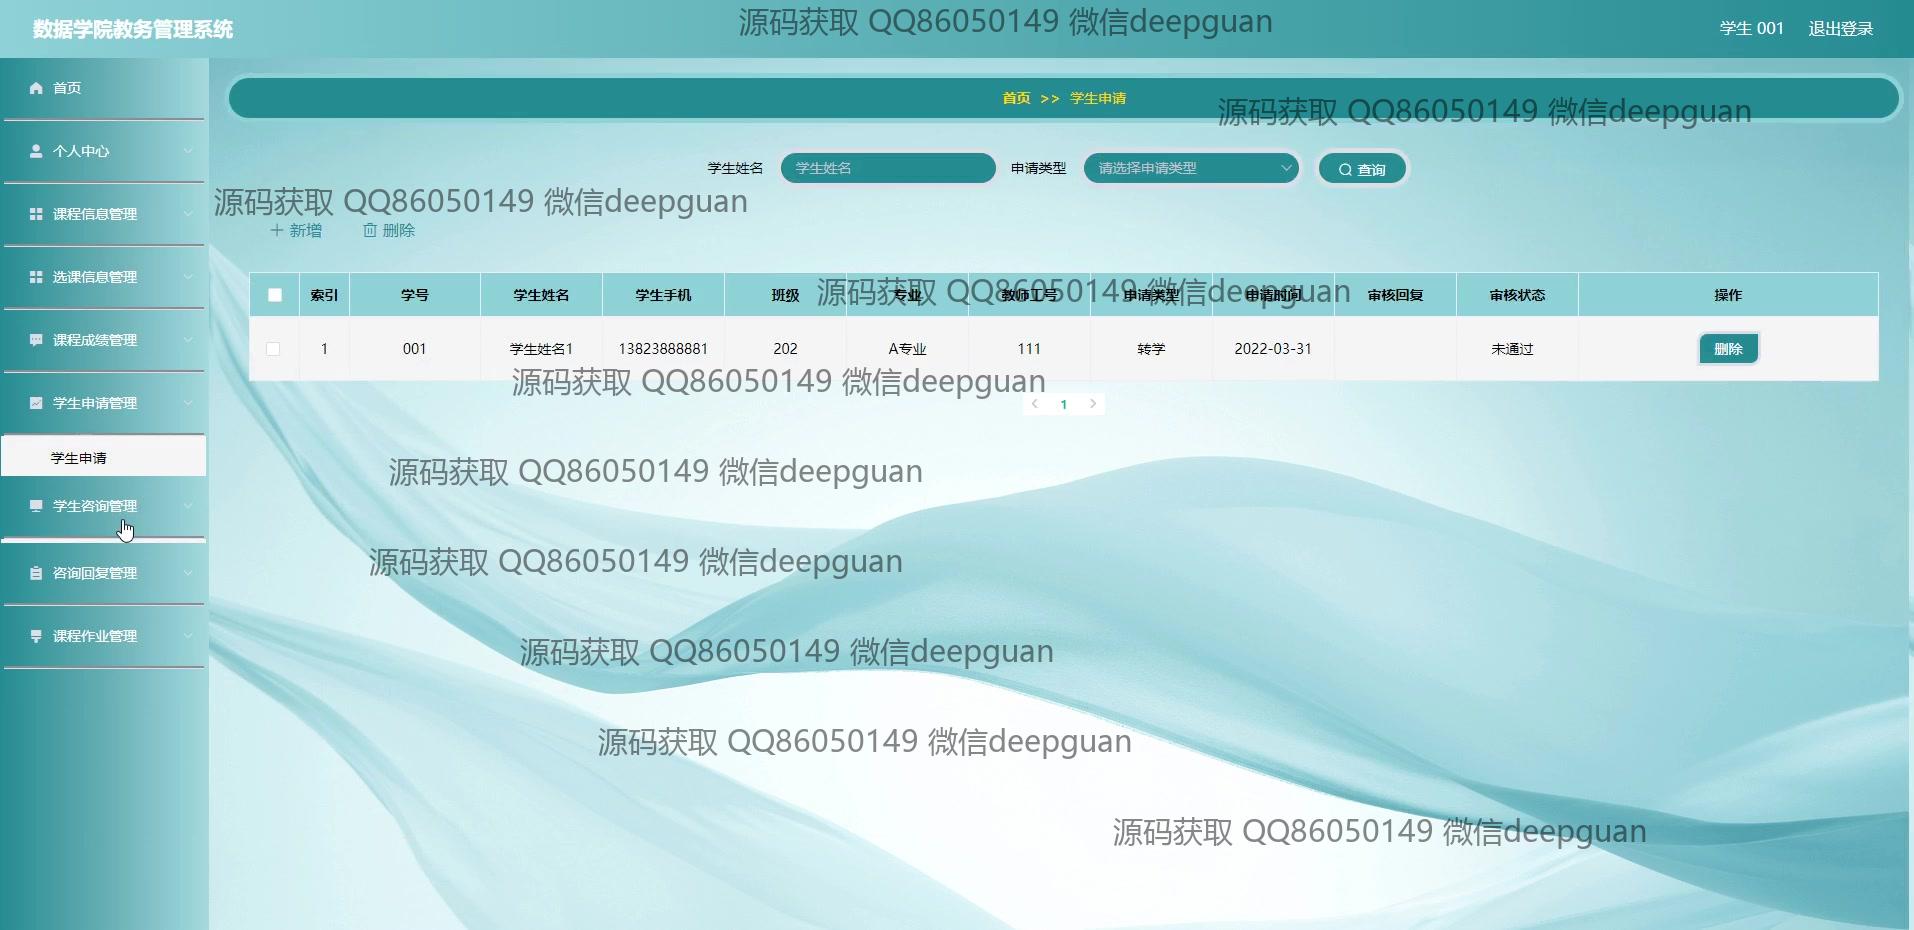 数据学院教务管理系统
源码获取 QQ86050149 微信deepguan
学生 001 退出登录
首页
个人中心
课程信息管理
选课信息管理
课程成绩管理
学生申请管理
学生申请
学生咨询管理
咨询回复管理
课程作业管理
首页 >> 学生申请
源码获取 QQ86050149 微信deepguan
学生姓名 学生姓名 申请类型 请选择申请类型 查询
源码获取 QQ86050149 微信deepguan
新增 删除
源码获取 QQ86050149 微信deepguan
索引 学号 学生姓名 学生手机 班级 专业 教师工号 申请类型 申请时间 审核回复 审核状态 操作
1 001 学生姓名1 13823888881 202 A专业 111 转学 2022-03-31 未通过 删除
源码获取 QQ86050149 微信deepguan
< 1 >
源码获取 QQ86050149 微信deepguan
源码获取 QQ86050149 微信deepguan
源码获取 QQ86050149 微信deepguan
源码获取 QQ86050149 微信deepguan
源码获取 QQ86050149 微信deepguan